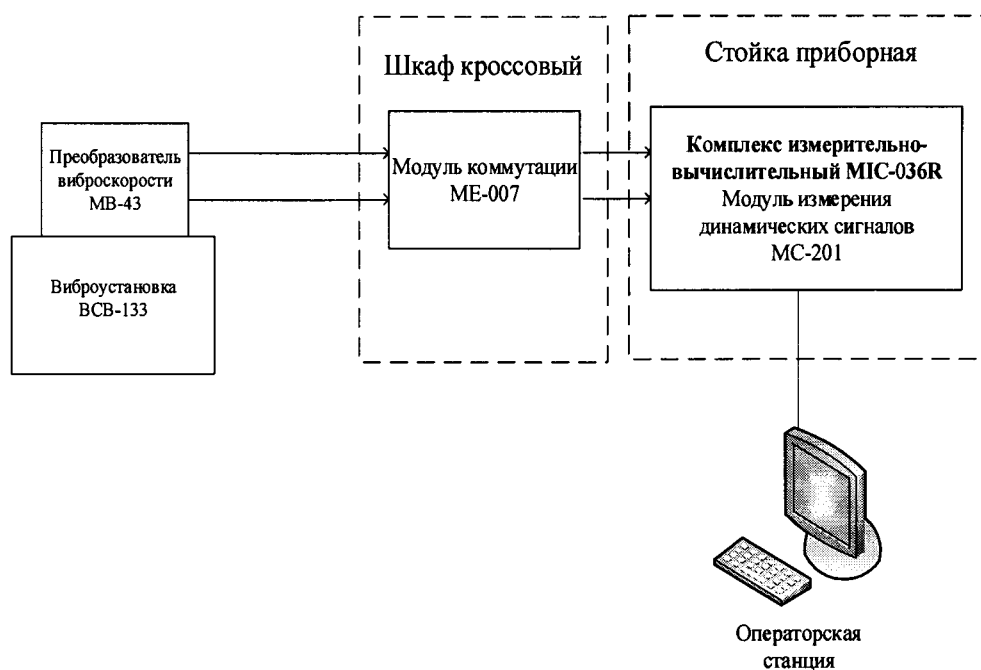 Шкаф кроссовый
Стойка приборная
Преобразователь
виброскорости
МВ-43
Виброустановка
ВСВ-133
Модуль коммутации
МЕ-007
Комплекс измерительно-
вычислительный MIC-036R
Модуль измерения
динамических сигналов
МС-201
Операторская
станция